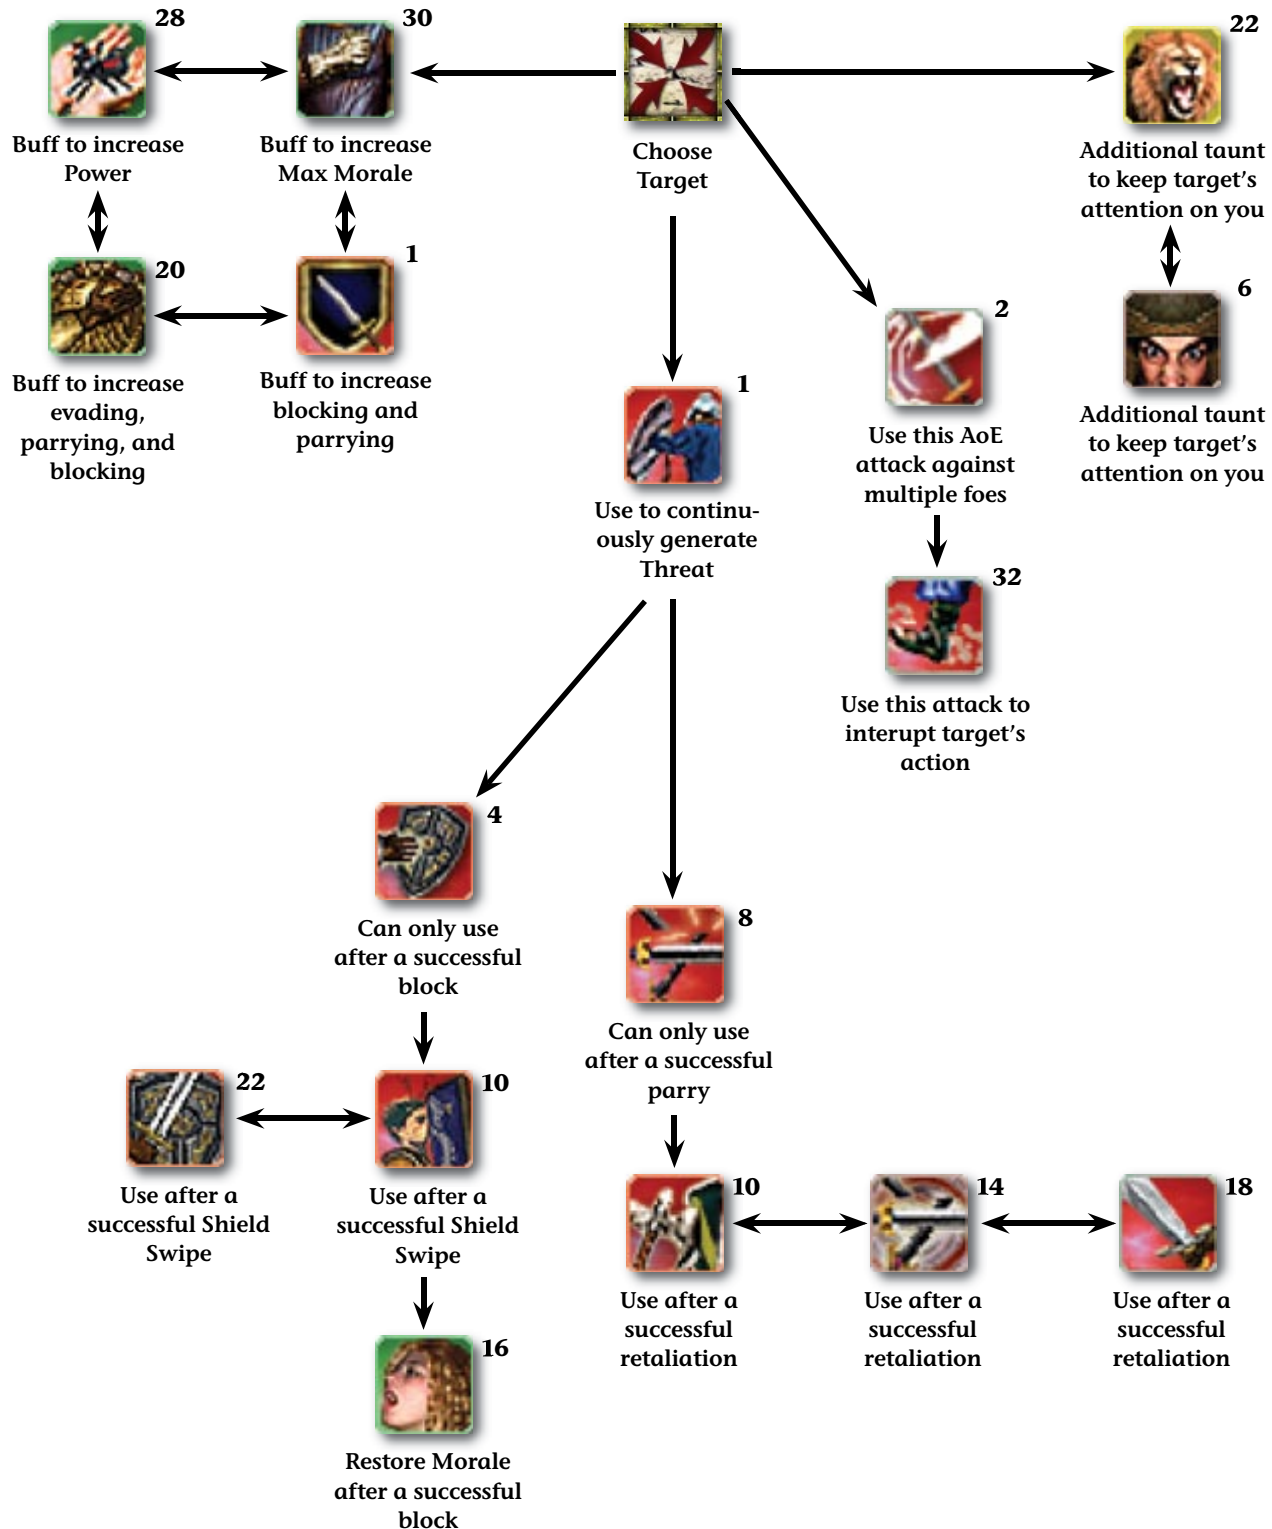 28
Buff to increase
Power
30
Buff to increase
Max Morale
Choose
Target
22
Additional taunt
to keep target's
attention on you
20
Buff to increase
evading,
parrying, and
blocking
1
Buff to increase
blocking and
parrying
1
Use to continu-
ously generate
Threat
2
Use this AoE
attack against
multiple foes
6
Additional taunt
to keep target's
attention on you
32
Use this attack to
interupt target's
action
4
Can only use
after a successful
block
8
Can only use
after a successful
parry
22
Use after a
successful Shield
Swipe
10
Use after a
successful Shield
Swipe
10
Use after a
successful
retaliation
14
Use after a
successful
retaliation
18
Use after a
successful
retaliation
16
Restore Morale
after a successful
block